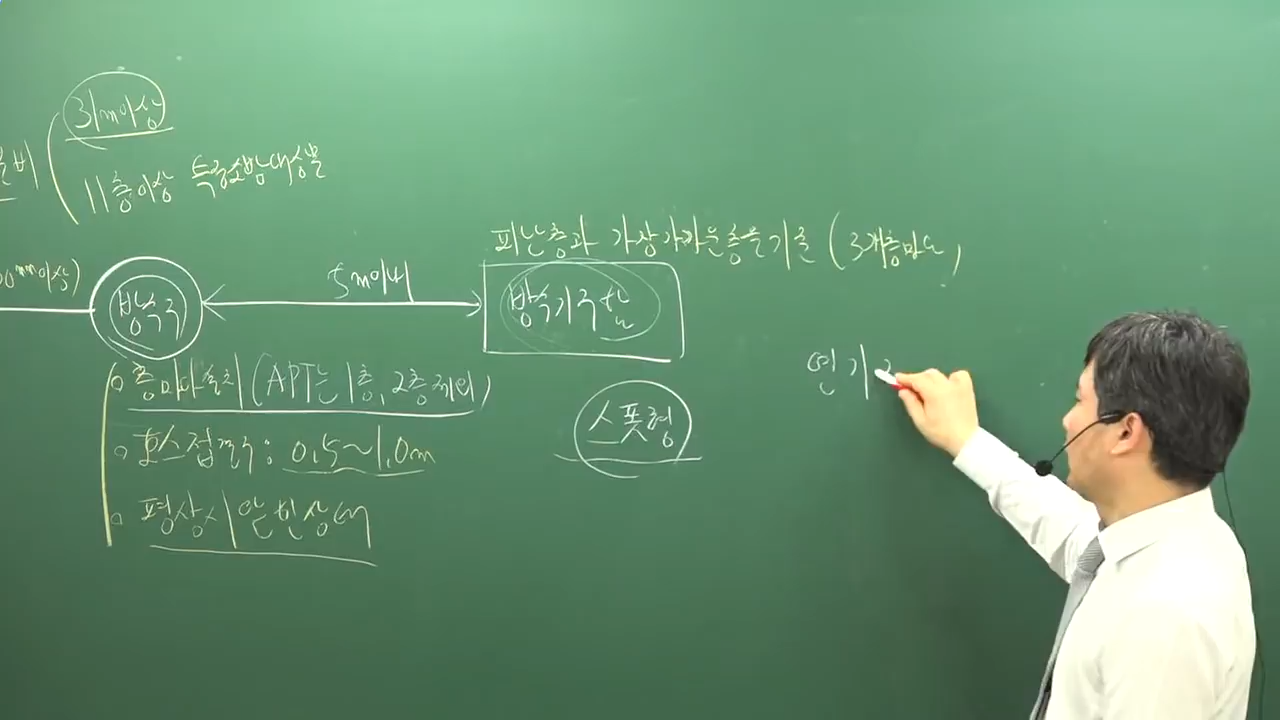 31m이상
11층이상 특정소방대상물
피난층과 가장가까운층을기준 (3개층마다)
방수구
5m이내
방수기구함
연기
층마다설치 (APT는 1층, 2층제외)
스폿형
호스접결구 : 0.5~1.0m
평상시 닫힌상태